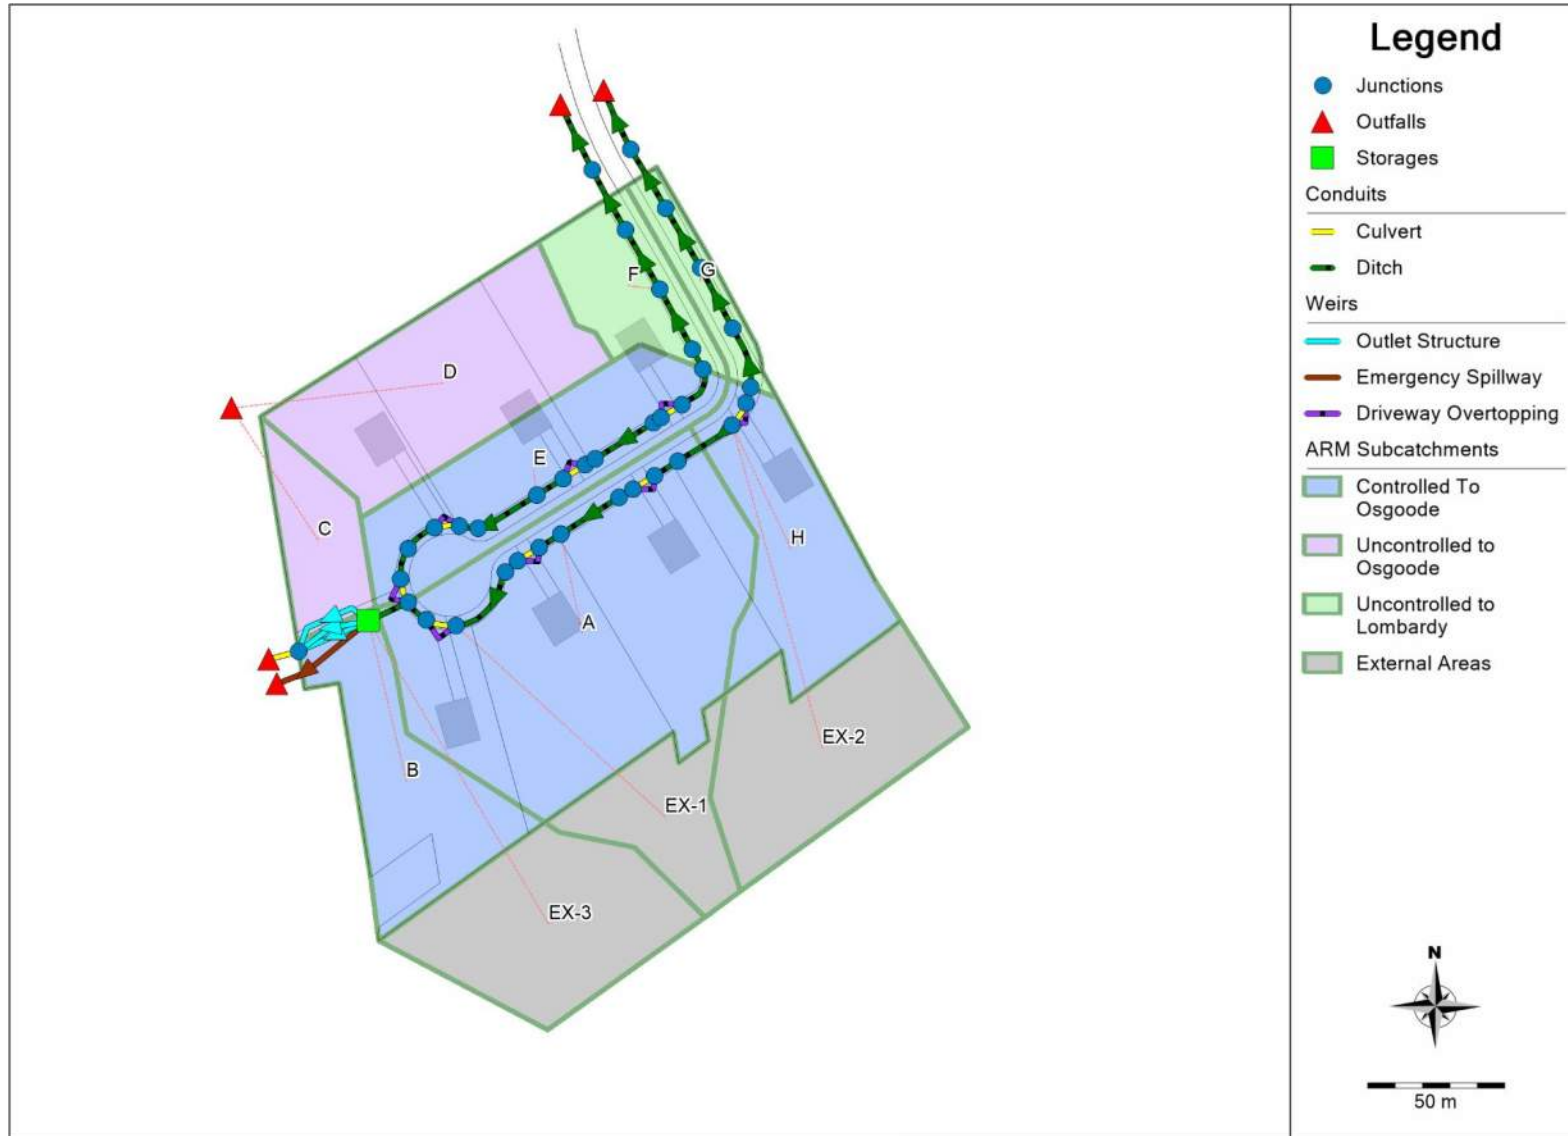 Legend
Junctions
Outfalls
Storages
Conduits
Culvert
Ditch
Weirs
Outlet Structure
Emergency Spillway
Driveway Overtopping
ARM Subcatchments
Controlled To
Osgoode
Uncontrolled to
Osgoode
Uncontrolled to
Lombardy
External Areas
F
G
D
E
C
H
A
EX-2
B
EX-1
EX-3
N
50 m